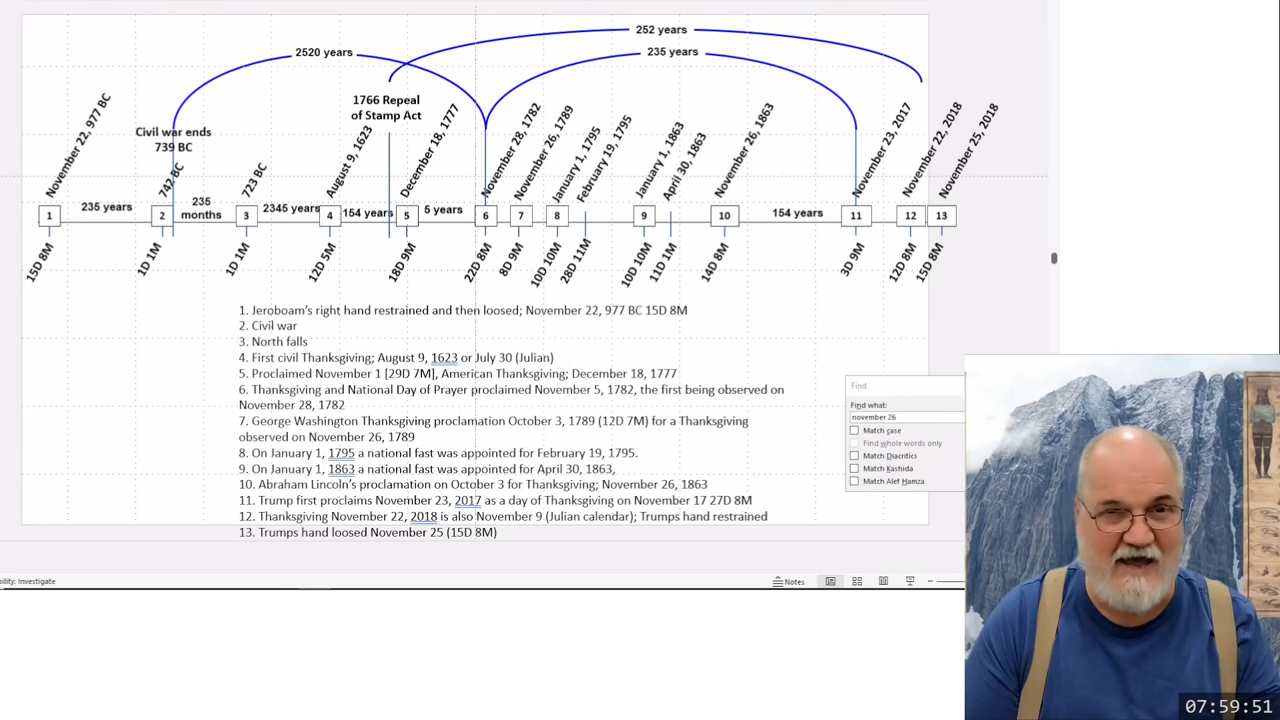 252 years
2520 years
235 years
1766 Repeal
of Stamp Act
Civil war ends
739 BC
November 22, 977 BC
742 BC
723 BC
August 9, 1623
December 18, 1777
November 28, 1782
November 26, 1789
January 1, 1795
February 19, 1795
January 1, 1863
April 30, 1863
November 26, 1863
November 23, 2017
November 22, 2018
November 25, 2018
235 years
235
months
2345 years
154 years
5 years
154 years
1
2
3
4
5
6
7
8
9
10
11
12
13
15D 8M
1D 1M
1D 1M
12D 5M
18D 9M
22D 8M
8D 9M
10D 10M
28D 11M
10D 10M
11D 1M
14D 8M
3D 9M
12D 8M
15D 8M
1. Jeroboam's right hand restrained and then loosed; November 22, 977 BC 15D 8M
2. Civil war
3. North falls
4. First civil Thanksgiving; August 9, 1623 or July 30 (Julian)
5. Proclaimed November 1 [29D 7M], American Thanksgiving; December 18, 1777
6. Thanksgiving and National Day of Prayer proclaimed November 5, 1782, the first being observed on
November 28, 1782
7. George Washington Thanksgiving proclamation October 3, 1789 (12D 7M) for a Thanksgiving
observed on November 26, 1789
8. On January 1, 1795 a national fast was appointed for February 19, 1795.
9. On January 1, 1863 a national fast was appointed for April 30, 1863,
10. Abraham Lincoln's proclamation on October 3 for Thanksgiving; November 26, 1863
11. Trump first proclaims November 23, 2017 as a day of Thanksgiving on November 17 27D 8M
12. Thanksgiving November 22, 2018 is also November 9 (Julian calendar); Trumps hand restrained
13. Trumps hand loosed November 25 (15D 8M)
Find
Find what:
november 26
Match case
Find whole words only
Match Diacritics
Match Kashida
Match Alef Hamza
bility: Investigate
Notes
07:59:51